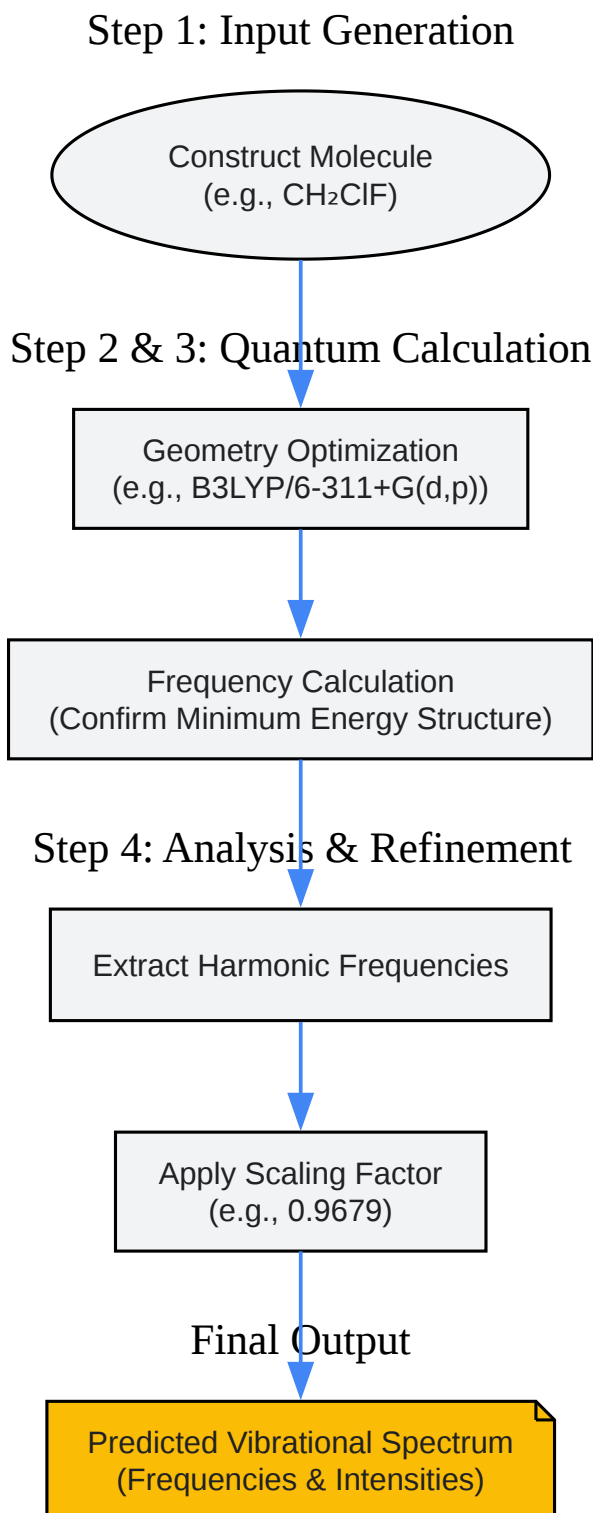 Step 1: Input Generation
Construct Molecule
(e.g., CH₂ClF)
Step 2 & 3: Quantum Calculation
Geometry Optimization
(e.g., B3LYP/6-311+G(d,p))
Frequency Calculation
(Confirm Minimum Energy Structure)
Step 4: Analysis & Refinement
Extract Harmonic Frequencies
Apply Scaling Factor
(e.g., 0.9679)
Final Output
Predicted Vibrational Spectrum
(Frequencies & Intensities)